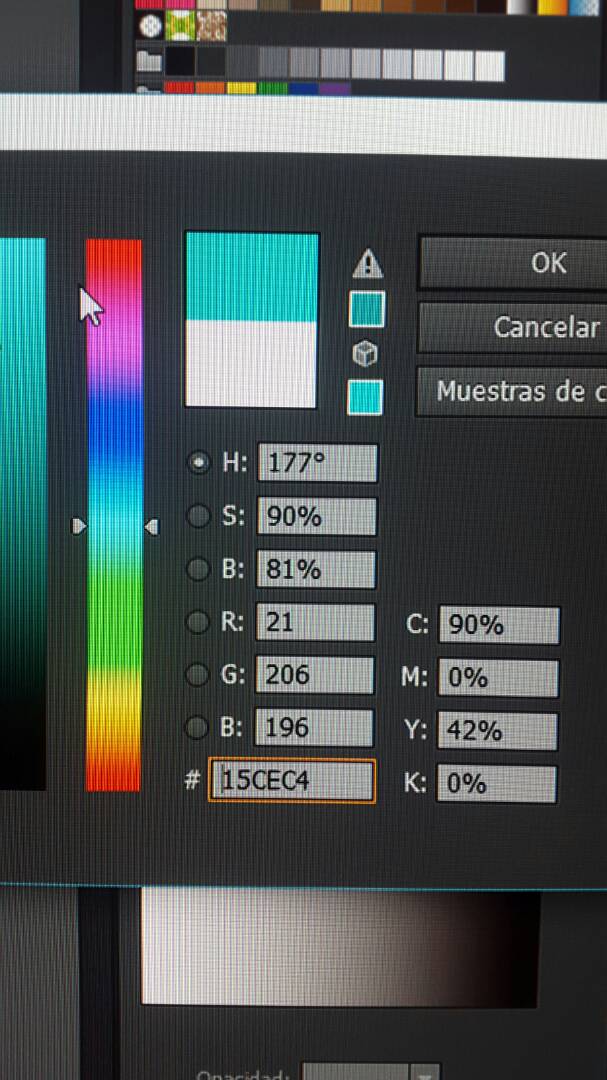 OK
Cancelar
Muestras de c
H: 177°
S: 90%
B: 81%
R: 21
G: 206
B: 196
# 15CEC4
C: 90%
M: 0%
Y: 42%
K: 0%
Opacidad: